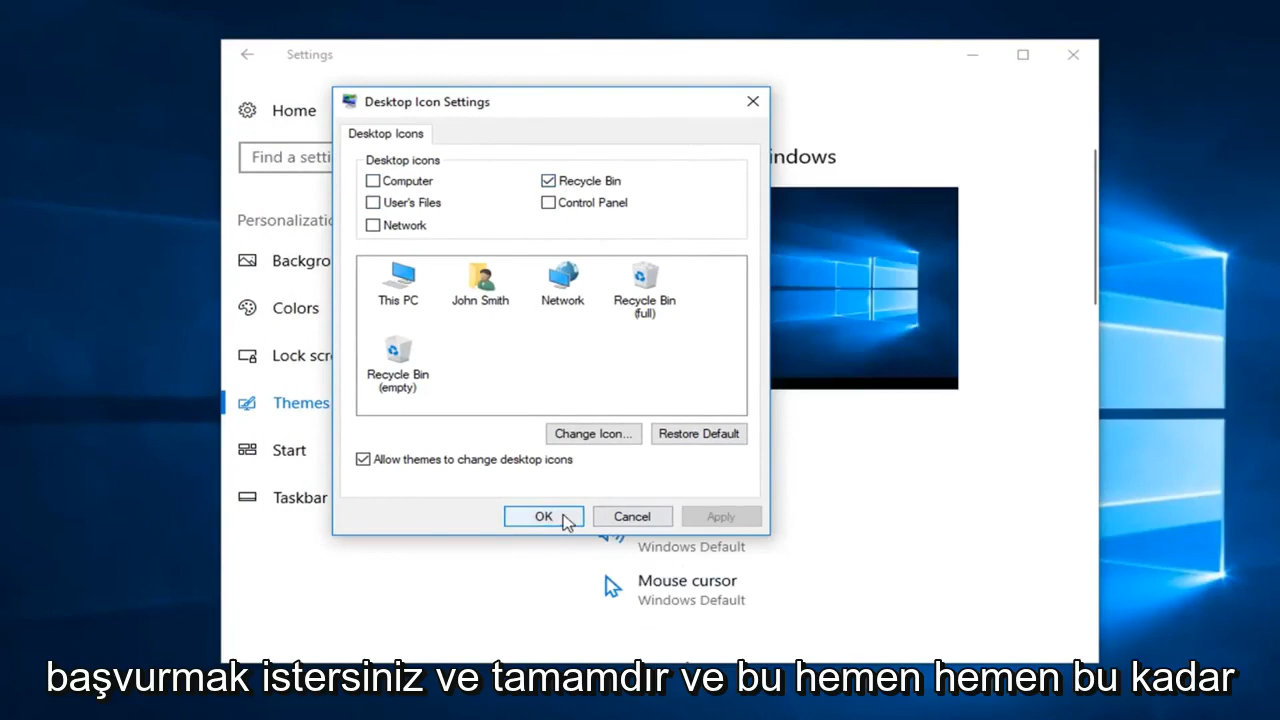 Settings
Desktop Icon Settings
Home
Desktop Icons
Find a setti
indows
Desktop icons
Computer
Recycle Bin
User's Files
Control Panel
Network
Personalizatio
Backgro
Colors
Lock scre
Themes
Start
Taskbar
This PC
John Smith
Network
Recycle Bin
(full)
Recycle Bin
(empty)
Change Icon...
Restore Default
Allow themes to change desktop icons
OK
Cancel
Apply
Windows Default
Mouse cursor
Windows Default
başvurmak istersiniz ve tamamdır ve bu hemen hemen bu kadar